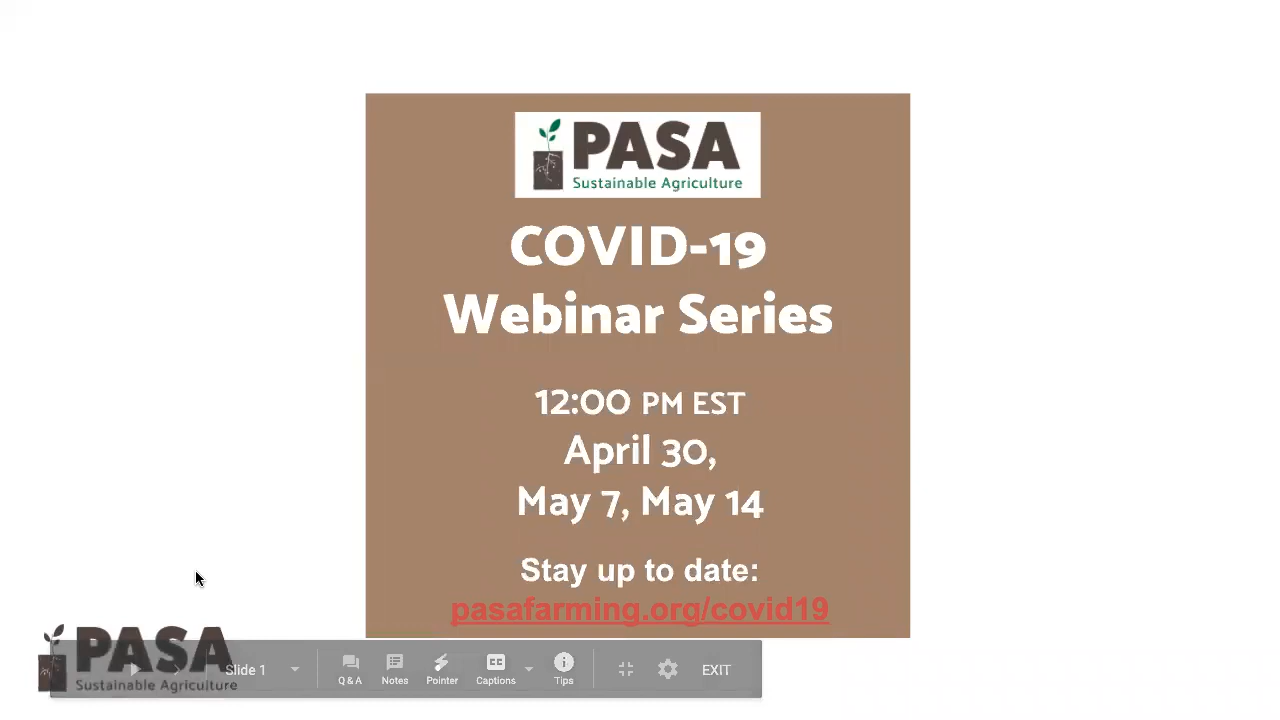 PASA
Sustainable Agriculture
COVID-19
Webinar Series
12:00 PM EST
April 30,
May 7, May 14
Stay up to date:
pasafarming.org/covid19
PASA
Sustainable Agriculture
Slide 1
Q&A
Notes
Pointer
Captions
Tips
EXIT